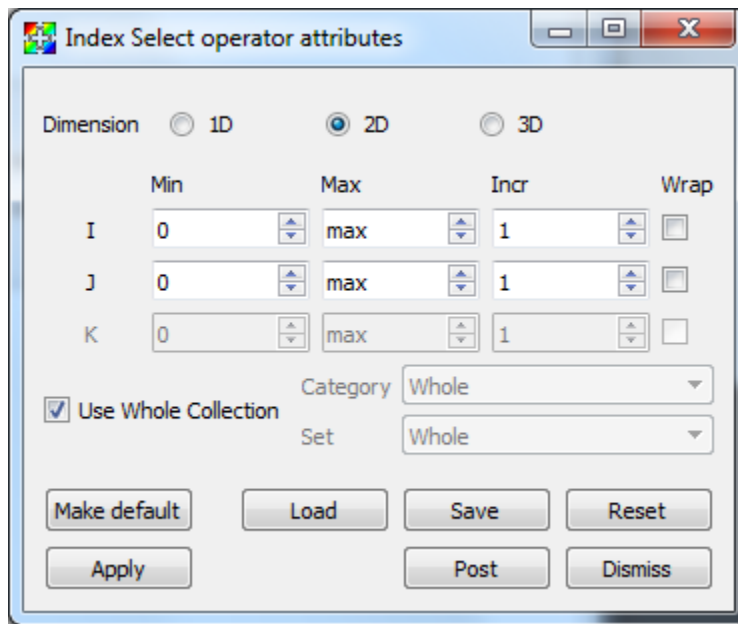 Index Select operator attributes
Dimension 1D 2D 3D
Min Max Incr Wrap
I 0 max 1
J 0 max 1
K 0 max 1
Category Whole
Use Whole Collection
Set Whole
Make default Load Save Reset
Apply Post Dismiss